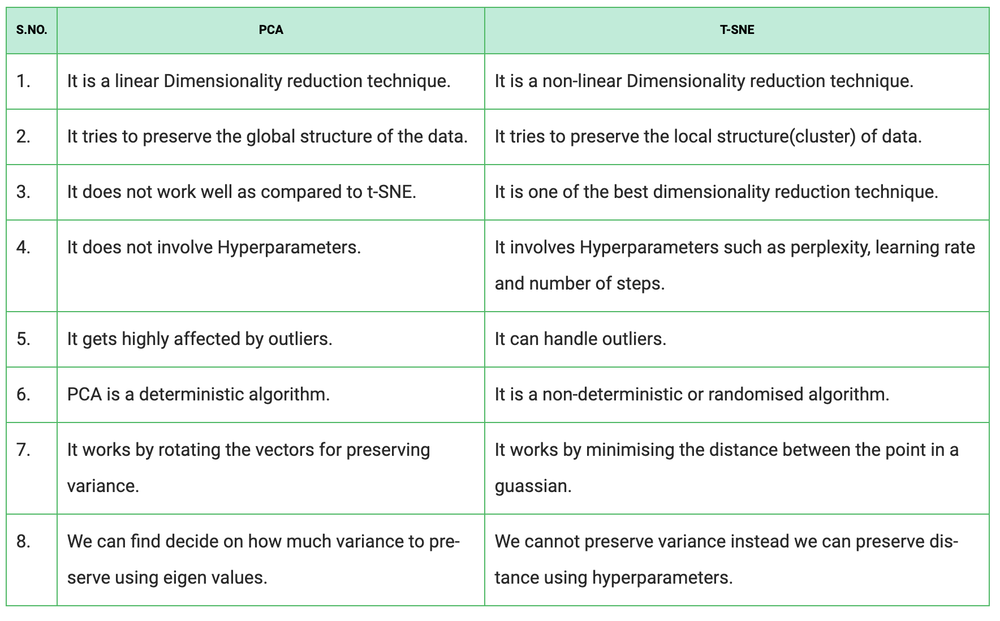 S.NO. PCA T-SNE
1. It is a linear Dimensionality reduction technique. It is a non-linear Dimensionality reduction technique.
2. It tries to preserve the global structure of the data. It tries to preserve the local structure(cluster) of data.
3. It does not work well as compared to t-SNE. It is one of the best dimensionality reduction technique.
4. It does not involve Hyperparameters. It involves Hyperparameters such as perplexity, learning rate
and number of steps.
5. It gets highly affected by outliers. It can handle outliers.
6. PCA is a deterministic algorithm. It is a non-deterministic or randomised algorithm.
7. It works by rotating the vectors for preserving
variance.
It works by minimising the distance between the point in a
guassian.
8. We can find decide on how much variance to pre-
serve using eigen values.
We cannot preserve variance instead we can preserve dis-
tance using hyperparameters.